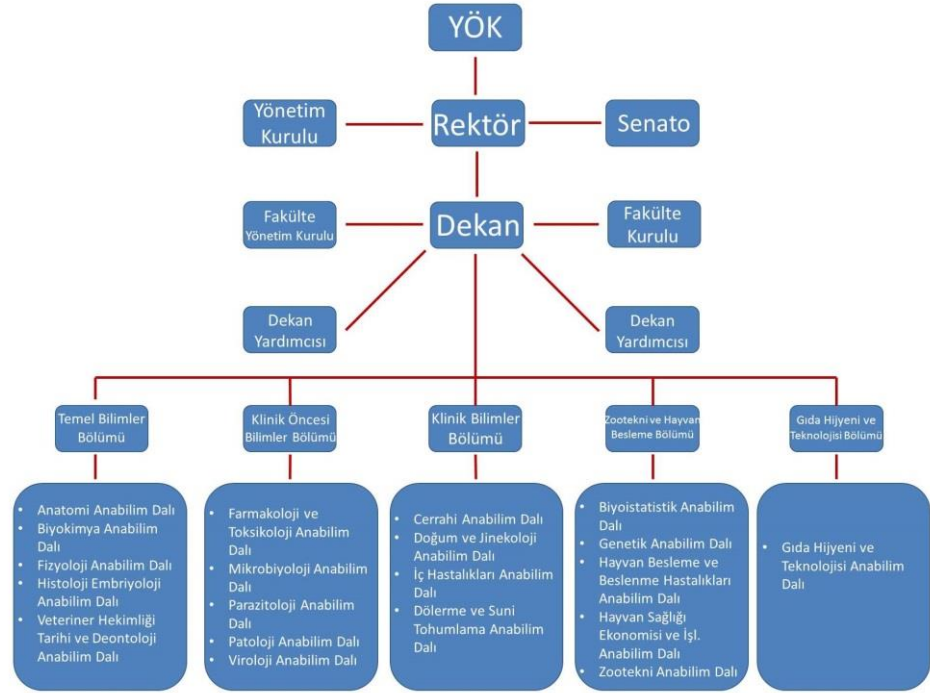 YÖK
Yönetim
Kurulu
Rektör
Senato
Fakülte
Yönetim Kurulu
Dekan
Fakülte
Kurulu
Dekan
Yardımcısı
Dekan
Yardımcısı
Temel Bilimler
Bölümü
Klinik Öncesi
Bilimler Bölümü
Klinik Bilimler
Bölümü
Zootekni ve Hayvan
Besleme Bölümü
Gıda Hijyeni ve
Teknolojisi Bölümü
• Anatomi Anabilim Dalı
• Biyokimya Anabilim
Dalı
• Fizyoloji Anabilim Dalı
• Histoloji Embriyoloji
Anabilim Dalı
• Veteriner Hekimliği
Tarihi ve Deontoloji
Anabilim Dalı
• Farmakoloji ve
Toksikoloji Anabilim
Dalı
• Mikrobiyoloji Anabilim
Dalı
• Parazitoloji Anabilim
Dalı
• Patoloji Anabilim Dalı
• Viroloji Anabilim Dalı
• Cerrahi Anabilim Dalı
• Doğum ve Jinekoloji
Anabilim Dalı
• İç Hastalıkları Anabilim
Dalı
• Dölerme ve Suni
Tohumlama Anabilim
Dalı
• Biyoistatistik Anabilim
Dalı
• Genetik Anabilim Dalı
• Hayvan Besleme ve
Beslenme Hastalıkları
Anabilim Dalı
• Hayvan Sağlığı
Ekonomisi ve İşl.
Anabilim Dalı
• Zootekni Anabilim Dalı
• Gıda Hijyeni ve
Teknolojisi Anabilim
Dalı